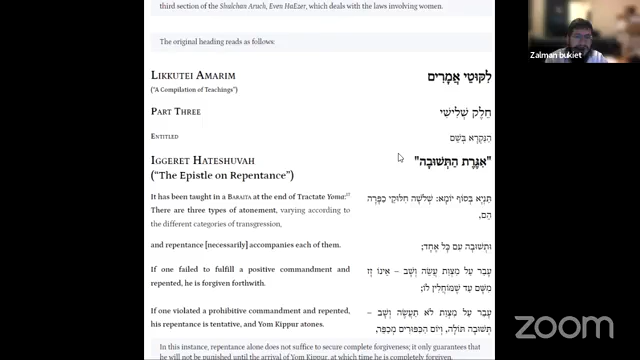 third section of the Shulchan Aruch, Even HaEzer, which deals with the laws involving women.
Zalman bukiet
The original heading reads as follows:
LIKKUTEI AMARIM
לִקּוּטֵי אֲמָרִים
("A Compilation of Teachings")
PART THREE
חֵלֶק שְׁלִישִׁי
ENTITLED
הַנִּקְרָא בְּשֵׁם
IGGERET HATESHUVAH
"אִגֶּרֶת הַתְּשׁוּבָה"
("The Epistle on Repentance")
It has been taught in a BARAITA at the end of Tractate Yoma:
תַּנְיָא בְּסוֹף יוֹמָא: שְׁלֹשָׁה חִלּוּקֵי כַפָּרָה
There are three types of atonement, varying according to
הֵם,
the different categories of transgression,
and repentance [necessarily] accompanies each of them.
וּתְשׁוּבָה עִם כָּל אֶחָד;
If one failed to fulfill a positive commandment and
עָבַר עַל מִצְוַת עֲשֵׂה וְשָׁב – אֵינוֹ זָז
repented, he is forgiven forthwith.
מִשָּׁם עַד שֶׁמּוֹחֲלִין לוֹ;
If one violated a prohibitive commandment and repented,
עָבַר עַל מִצְוַת לֹא תַעֲשֶׂה וְשָׁב –
his repentance is tentative, and Yom Kippur atones.
תְּשׁוּבָה תּוֹלָה, וְיוֹם הַכִּפּוּרִים מְכַפֵּר,
In this instance, repentance alone does not suffice to secure complete forgiveness; it only guarantees
that he will not be punished until the arrival of Yom Kippur, at which time he is completely forgiven.
zoom